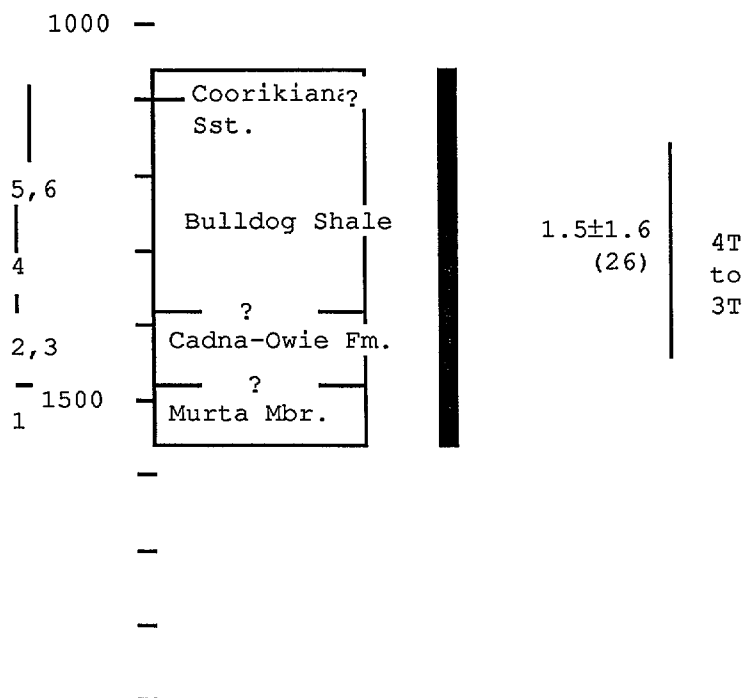 1000
Coorikiana?
Sst.
5,6
Bulldog Shale
1.5±1.6
(26)
4T
to
3T
4
?
2,3
Cadna-Owie Fm.
?
1500
1
Murta Mbr.